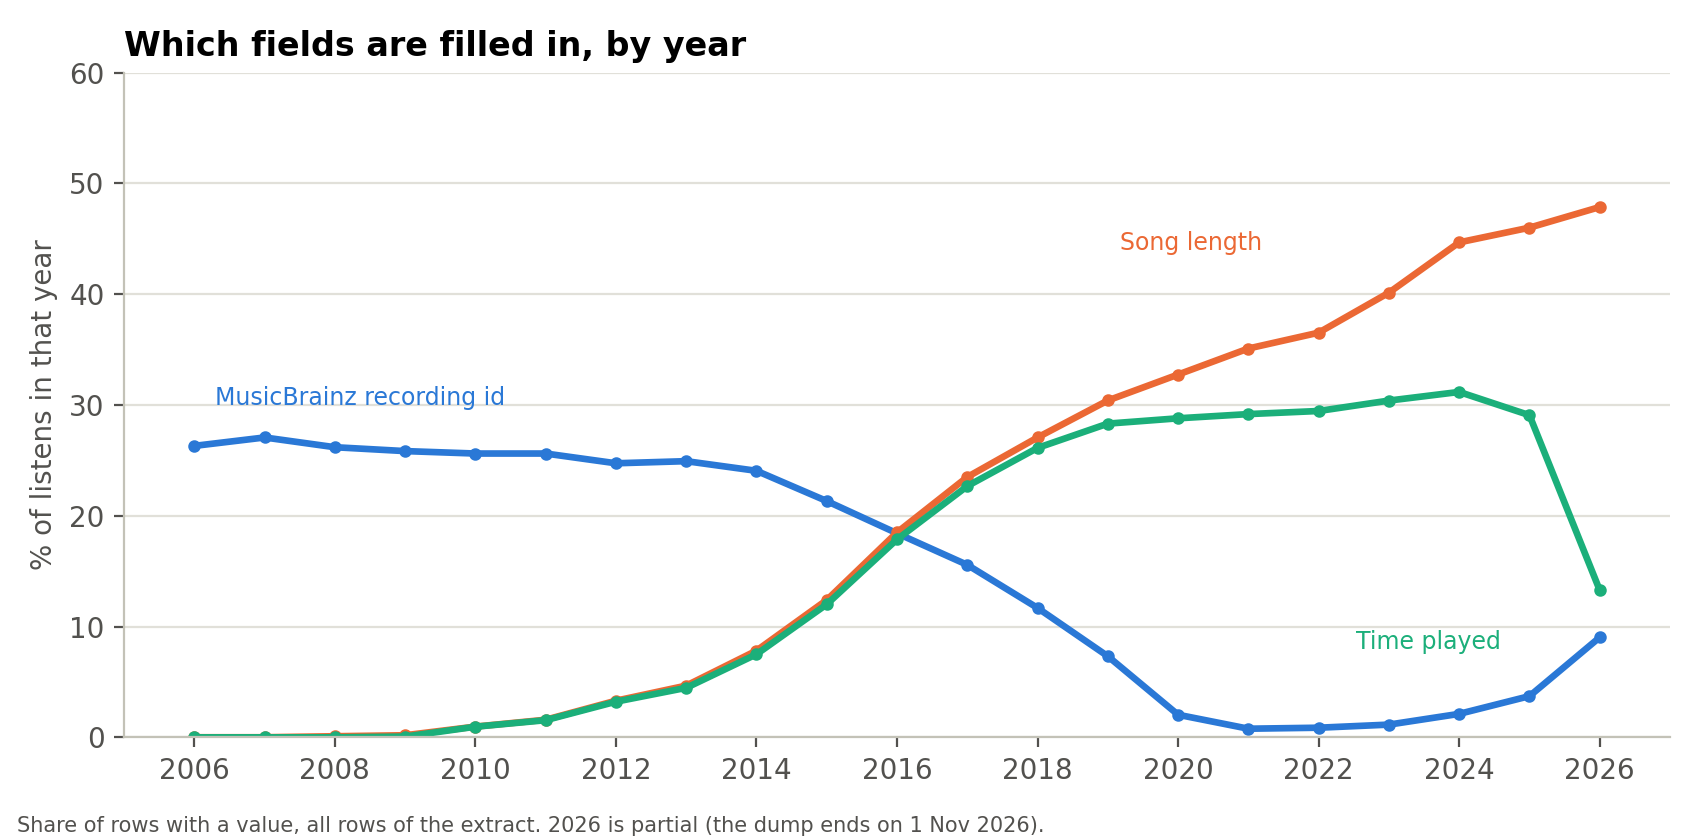 Which fields are filled in, by year
60
50
40
30
20
10
0
% of listens in that year
Song length
MusicBrainz recording id
Time played
2006 2008 2010 2012 2014 2016 2018 2020 2022 2024 2026
Share of rows with a value, all rows of the extract. 2026 is partial (the dump ends on 1 Nov 2026).